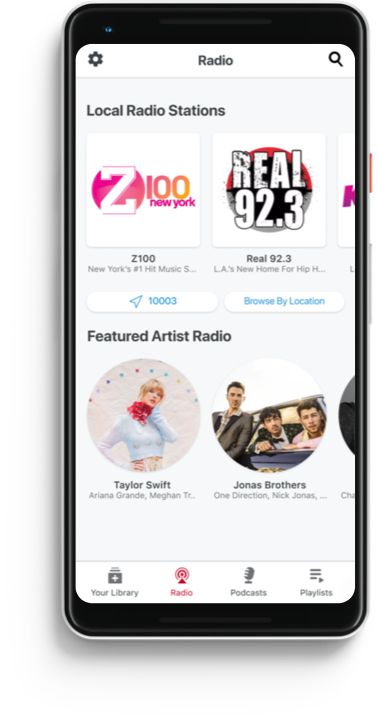 Radio
Local Radio Stations
Z100
new york
REAL
92.3
Z100
New York's #1 Hit Music S...
Real 92.3
L.A.'s New Home For Hip H...
L
10003
Browse By Location
Featured Artist Radio
Taylor Swift
Ariana Grande, Meghan Tr..
Jonas Brothers
One Direction, Nick Jonas, ...
Cha
Your Library
Radio
Podcasts
Playlists